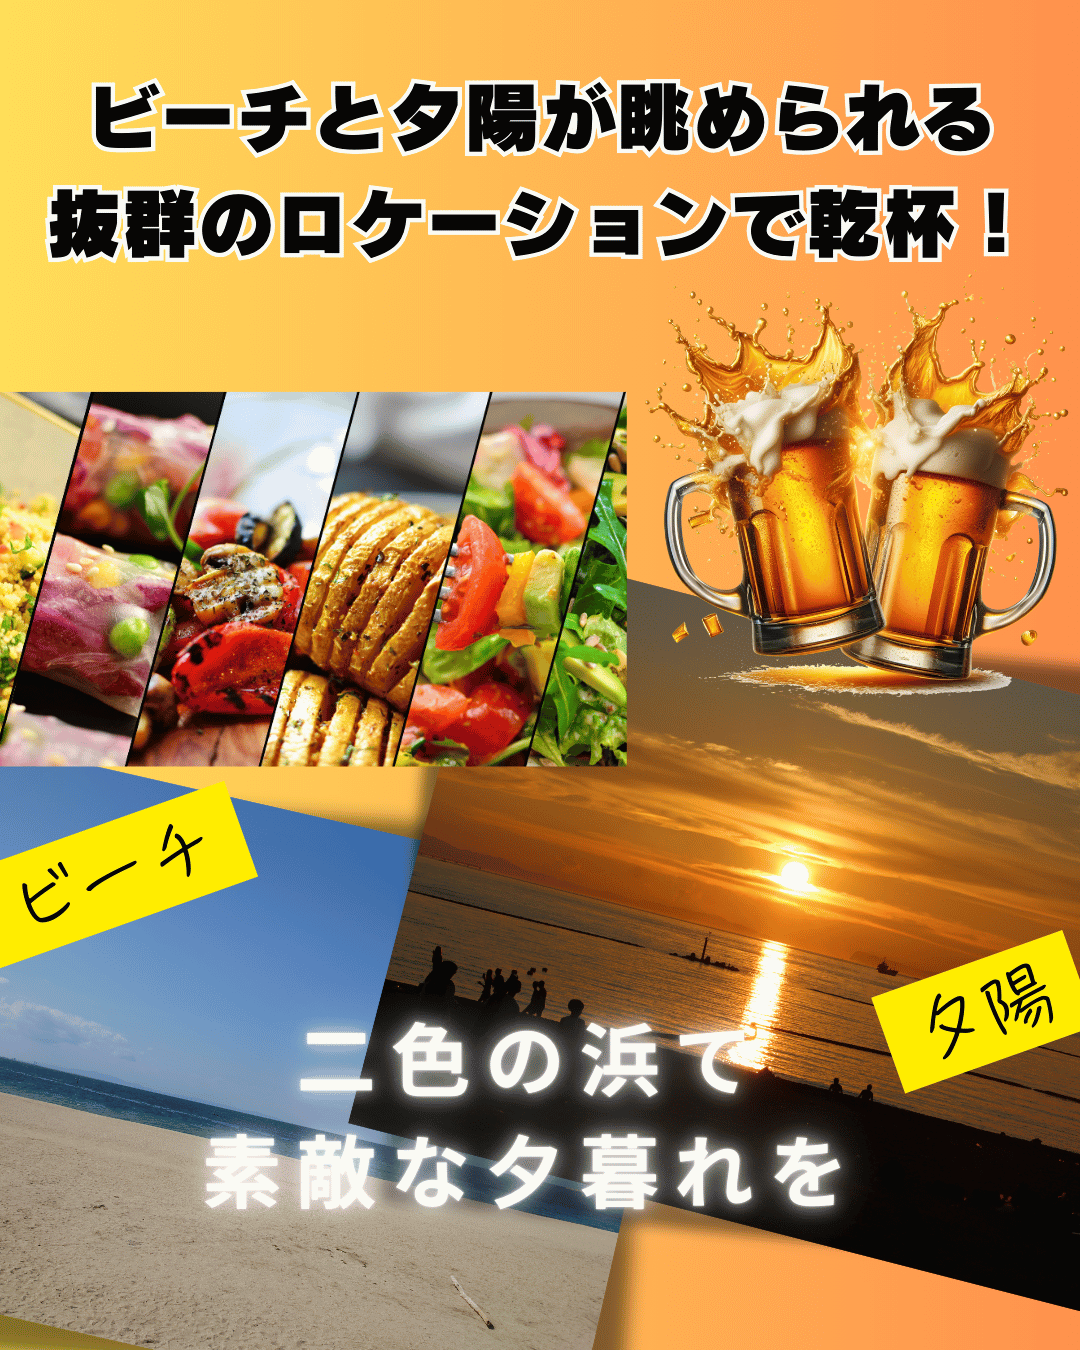 ビーチと夕陽が眺められる
抜群のロケーションで乾杯！
ビーチ
夕陽
二色の浜で
素敵な夕暮れを